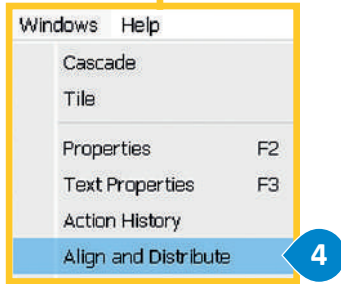 Windows Help
Cascade
Tile
Properties F2
Text Properties F3
Action History
Align and Distribute
4